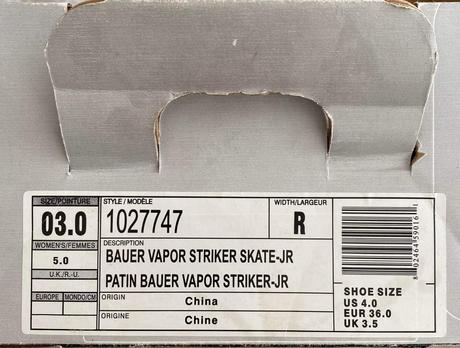 SIZE/POINTURE
03.0
WOMEN'S/FEMMES
5.0
U.K./R.-U.
EUROPE MONDO/CM
STYLE / MODÈLE
1027747
WIDTH/LARGEUR
R
DESCRIPTION
BAUER VAPOR STRIKER SKATE-JR
PATIN BAUER VAPOR STRIKER-JR
ORIGIN
China
ORIGINE
Chine
SHOE SIZE
US 4.0
EUR 36.0
UK 3.5